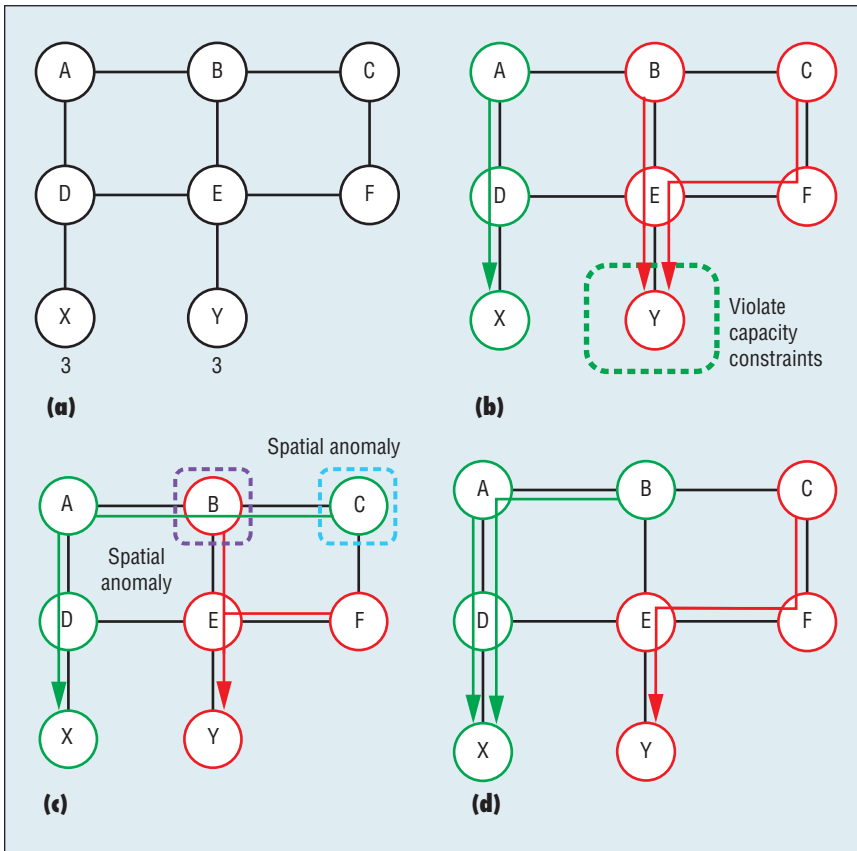 A B C
D E F
X Y
3 3
(a)
A B C
D E F
X Y
Violate
capacity
constraints
(b)
Spatial anomaly
A B C
Spatial
anomaly
D E F
X Y
(c)
A B C
D E F
X Y
(d)